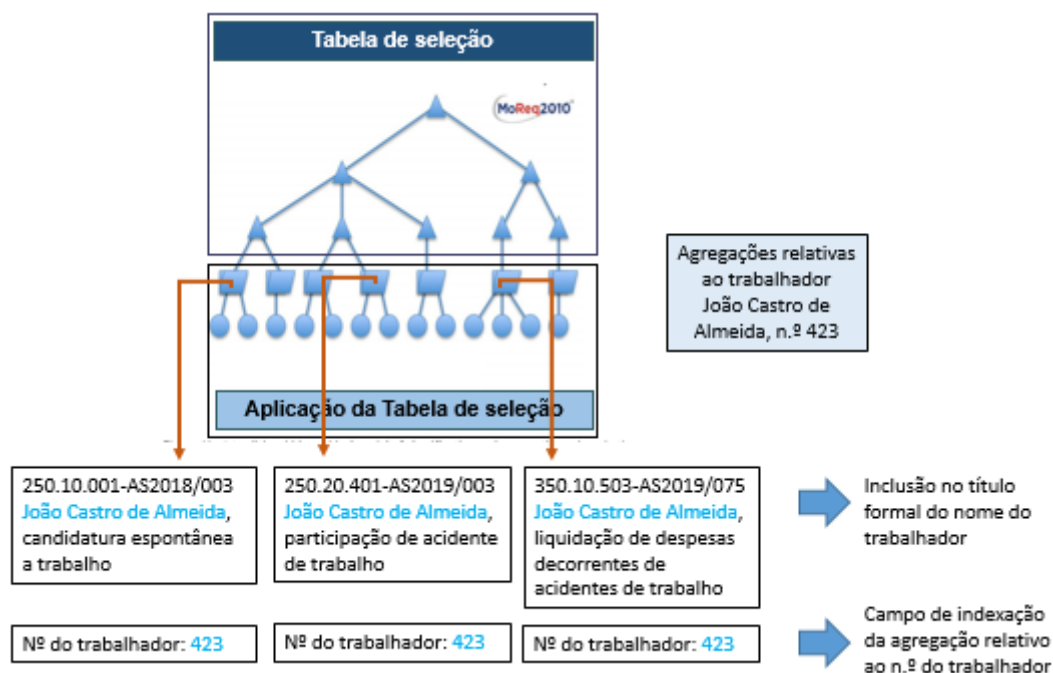 Tabela de seleção
MoReq2010
Agregações relativas
ao trabalhador
João Castro de
Almeida, n.º 423
Aplicação da Tabela de seleção
250.10.001-AS2018/003
João Castro de Almeida,
candidatura espontânea
a trabalho
250.20.401-AS2019/003
João Castro de Almeida,
participação de acidente
de trabalho
350.10.503-AS2019/075
João Castro de Almeida,
liquidação de despesas
decorrentes de
acidentes de trabalho
Inclusão no título
formal do nome do
trabalhador
Nº do trabalhador: 423
Nº do trabalhador: 423
Nº do trabalhador: 423
Campo de indexação
da agregação relativo
ao n.º do trabalhador